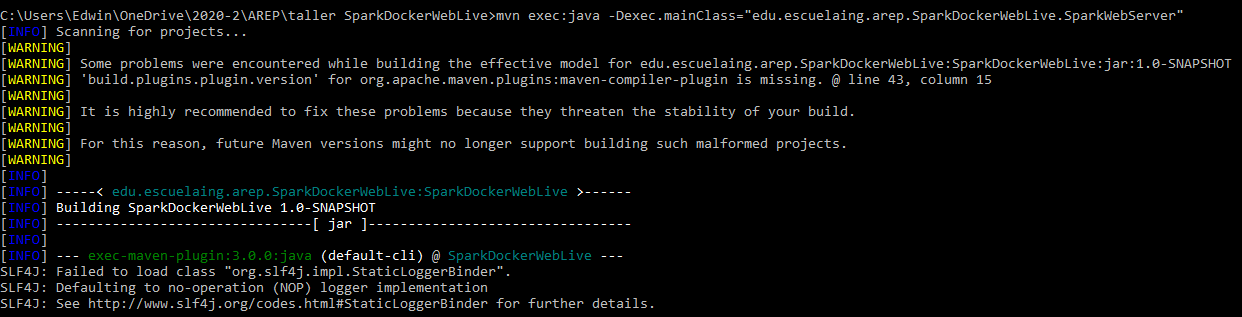 C:\Users\Edwin\OneDrive\2020-2\AREP\taller SparkDockerWebLive>mvn exec:java -Dexec.mainClass="edu.escuelaing.arep.SparkDockerWebLive.SparkWebServer"
[INFO] Scanning for projects...
[WARNING]
[WARNING] Some problems were encountered while building the effective model for edu.escuelaing.arep.SparkDockerWebLive:SparkDockerWebLive:jar:1.0-SNAPSHOT
[WARNING] 'build.plugins.plugin.version' for org.apache.maven.plugins:maven-compiler-plugin is missing. @ line 43, column 15
[WARNING]
[WARNING] It is highly recommended to fix these problems because they threaten the stability of your build.
[WARNING]
[WARNING] For this reason, future Maven versions might no longer support building such malformed projects.
[WARNING]
[INFO]
[INFO] -----< edu.escuelaing.arep.SparkDockerWebLive:SparkDockerWebLive >------
[INFO] Building SparkDockerWebLive 1.0-SNAPSHOT
[INFO] --------------------------------[ jar ]---------------------------------
[INFO]
[INFO] --- exec-maven-plugin:3.0.0:java (default-cli) @ SparkDockerWebLive ---
SLF4J: Failed to load class "org.slf4j.impl.StaticLoggerBinder".
SLF4J: Defaulting to no-operation (NOP) logger implementation
SLF4J: See http://www.slf4j.org/codes.html#StaticLoggerBinder for further details.